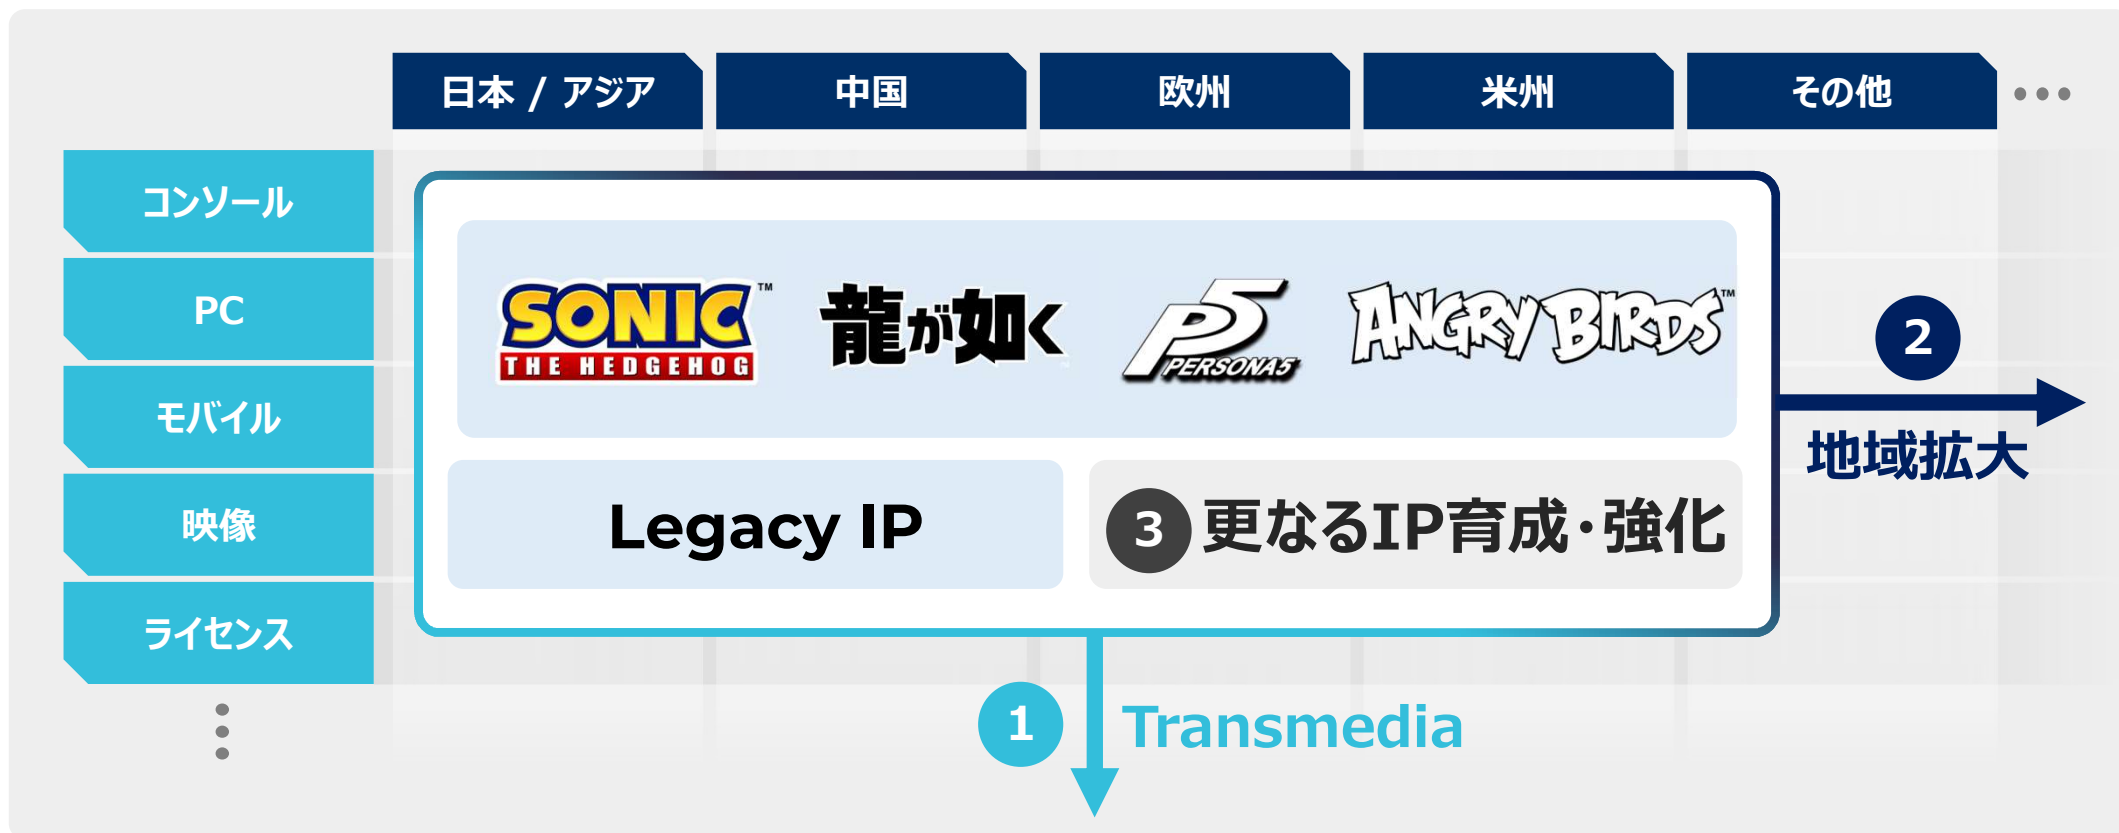 日本 / アジア
中国
欧州
米州
その他
•••
コンソール
PC
モバイル
映像
ライセンス
SONIC™
THE HEDGEHOG
龍が如く
P5
PERSONA5
ANGRY BIRDS™
Legacy IP
3 更なるIP育成・強化
2
地域拡大
1 Transmedia